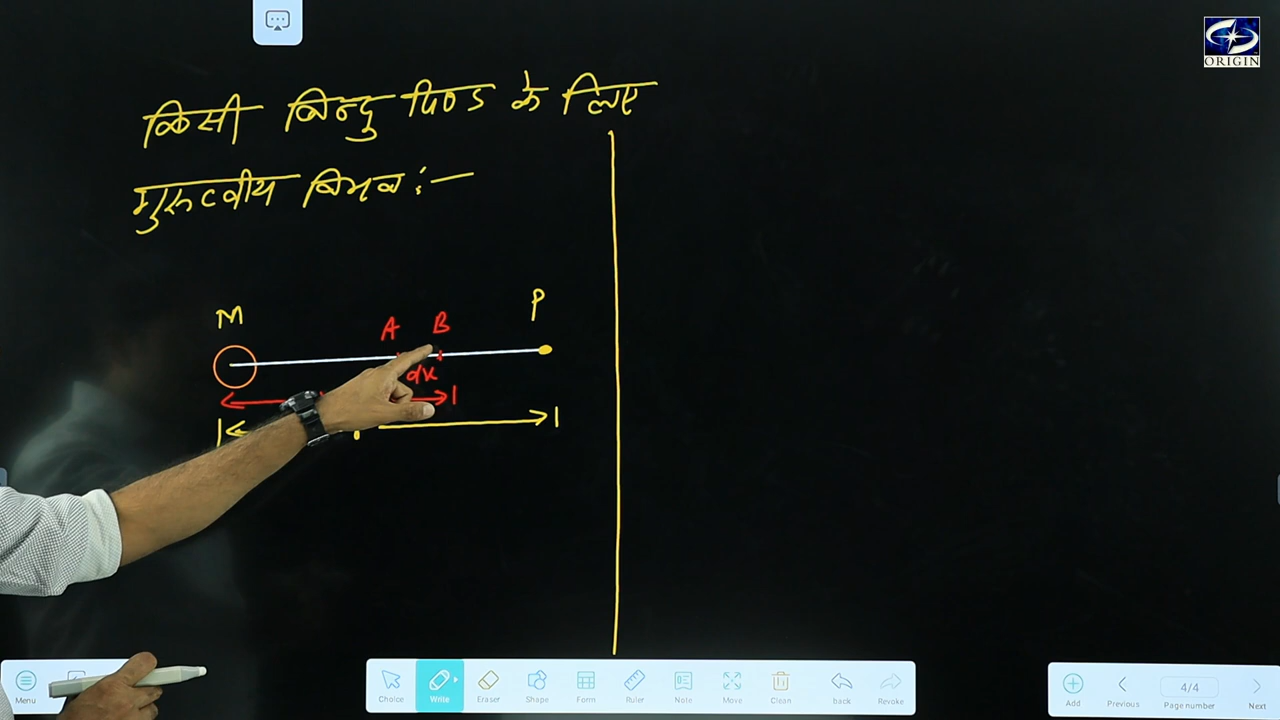 ORIGIN
किसी बिन्दु पिण्ड के लिए
गुरुत्वीय विभव :-
M A B P
dx
Menu Choice Write Eraser Shape Form Ruler Note Move Clean back Revoke Add Previous 4/4 Page number Next